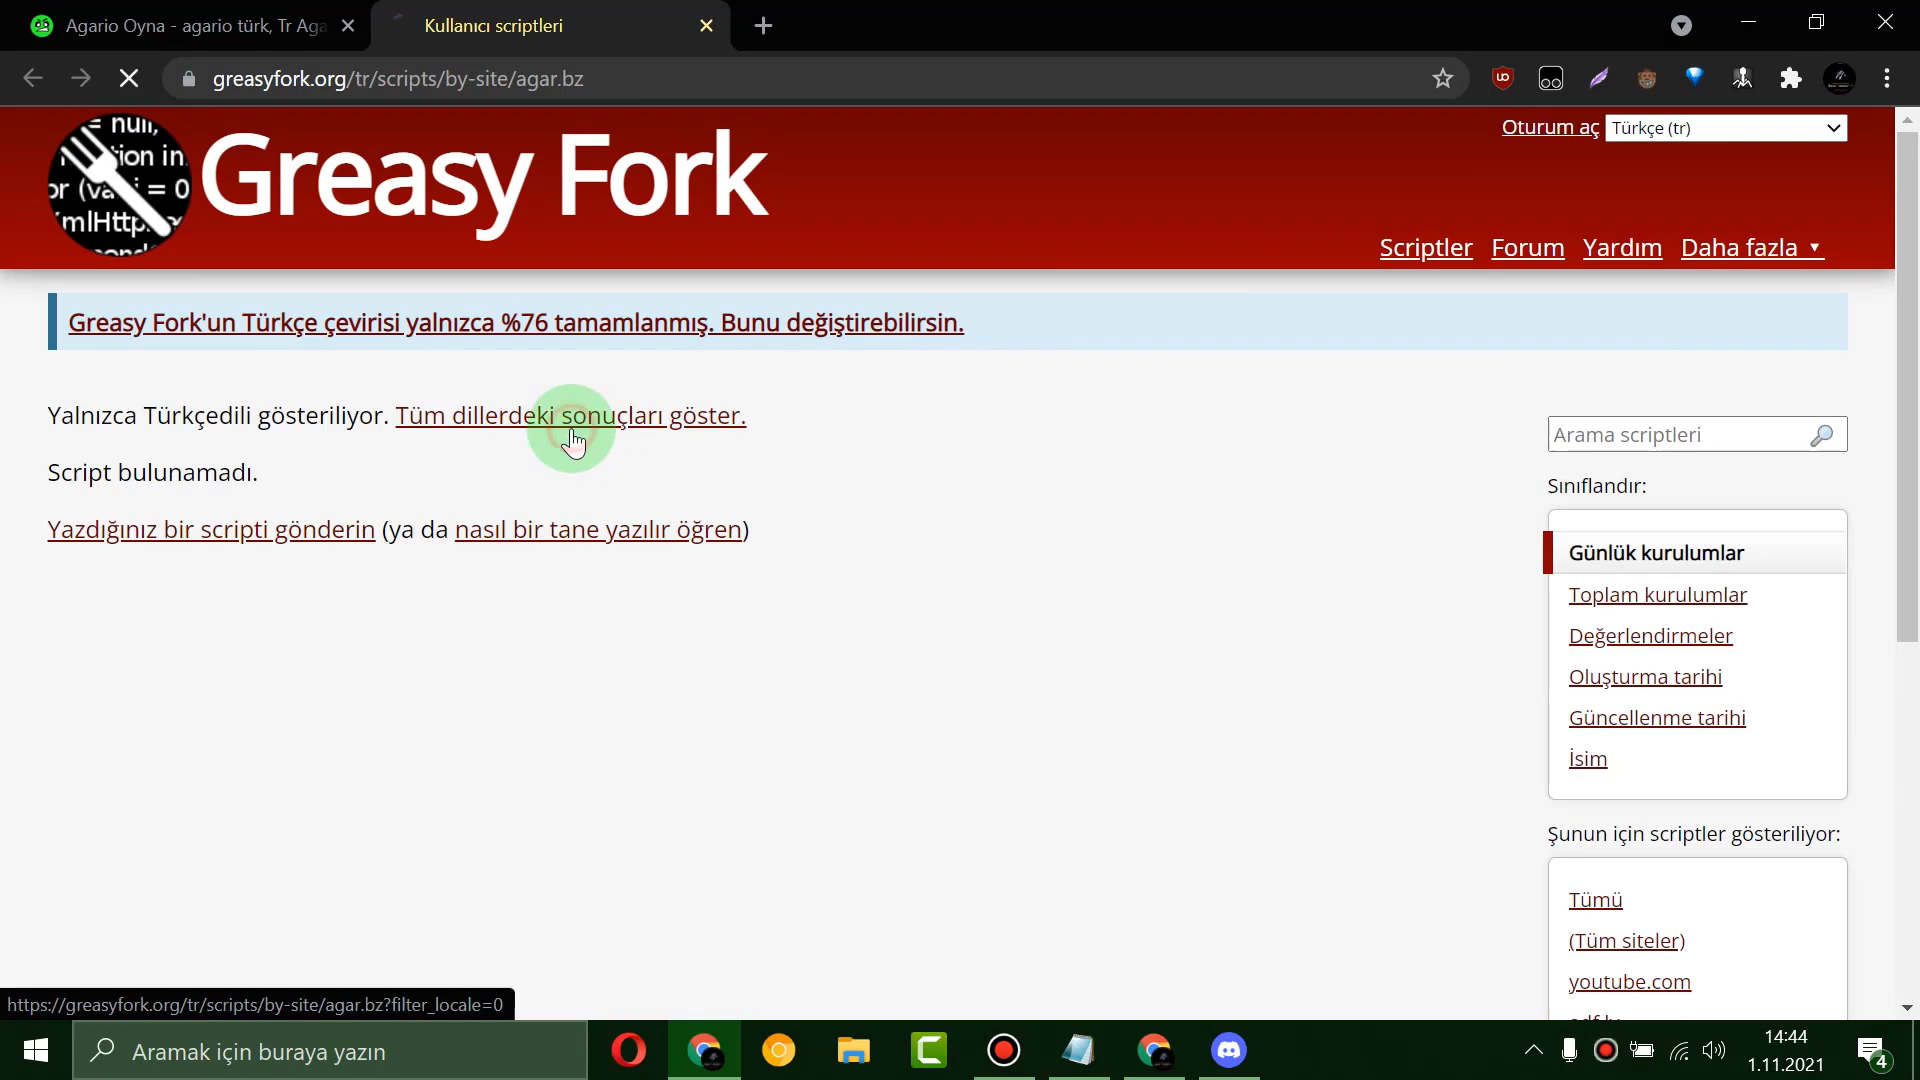 Agario Oyna - agario türk, Tr Aga
Kullanıcı scriptleri
greasyfork.org/tr/scripts/by-site/agar.bz
= null,
or (va
= 0
Greasy Fork
Oturum aç
Türkçe (tr)
Scriptler Forum Yardım Daha fazla ▼
Greasy Fork'un Türkçe çevirisi yalnızca %76 tamamlanmış. Bunu değiştirebilirsin.
Yalnızca Türkçedili gösteriliyor. Tüm dillerdeki sonuçları göster.
Script bulunamadı.
Yazdığınız bir scripti gönderin (ya da nasıl bir tane yazılır öğren)
Arama scriptleri
Sınıflandır:
Günlük kurulumlar
Toplam kurulumlar
Değerlendirmeler
Oluşturma tarihi
Güncellenme tarihi
İsim
Şunun için scriptler gösteriliyor:
Tümü
(Tüm siteler)
youtube.com
https://greasyfork.org/tr/scripts/by-site/agar.bz?filter_locale=0
Aramak için buraya yazın
14:44
1.11.2021
4